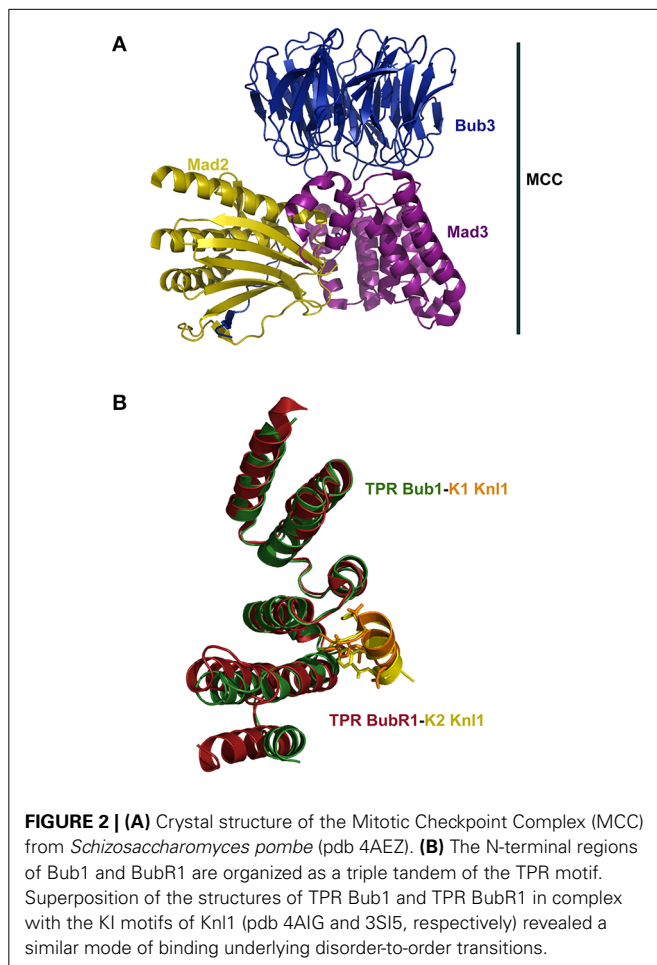 A
Bub3
Mad2
MCC
Mad3
B
TPR Bub1-K1 Knl1
TPR BubR1-K2 Knl1
FIGURE 2 | (A) Crystal structure of the Mitotic Checkpoint Complex (MCC)
from Schizosaccharomyces pombe (pdb 4AEZ). (B) The N-terminal regions
of Bub1 and BubR1 are organized as a triple tandem of the TPR motif.
Superposition of the structures of TPR Bub1 and TPR BubR1 in complex
with the KI motifs of Knl1 (pdb 4AIG and 3SI5, respectively) revealed a
similar mode of binding underlying disorder-to-order transitions.